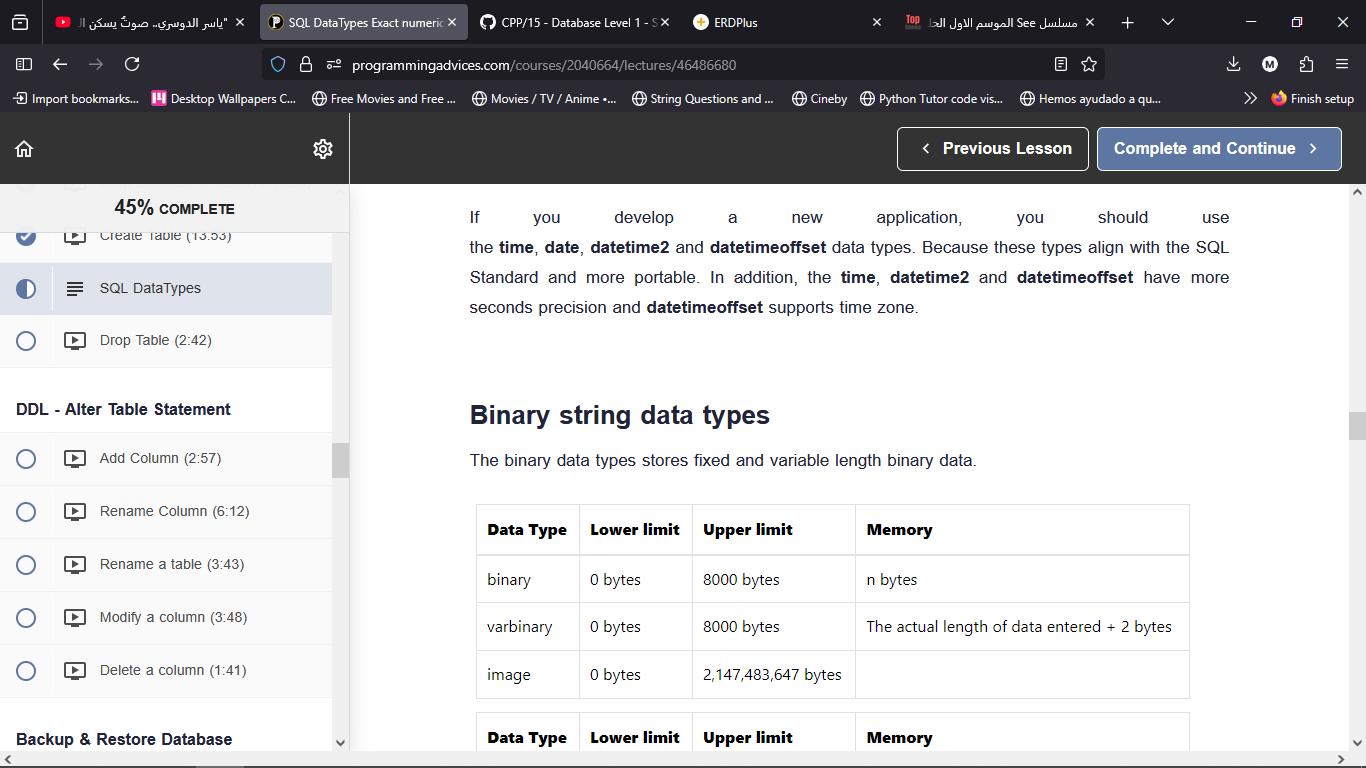 "ياسر الدوسري.. صوتٌ يسكن ال
SQL DataTypes Exact numeric
CPP/15 - Database Level 1 - S
ERDPlus
مسلسل See الموسم الاول الحل
programmingadvices.com/courses/2040664/lectures/46486680
Import bookmarks...
Desktop Wallpapers C...
Free Movies and Free ...
Movies / TV / Anime •...
String Questions and ...
Cineby
Python Tutor code vis...
Hemos ayudado a qu...
Finish setup
Previous Lesson
Complete and Continue
45% COMPLETE
Create Table (13:53)
SQL DataTypes
Drop Table (2:42)
DDL - Alter Table Statement
Add Column (2:57)
Rename Column (6:12)
Rename a table (3:43)
Modify a column (3:48)
Delete a column (1:41)
Backup & Restore Database
If you develop a new application, you should use
the time, date, datetime2 and datetimeoffset data types. Because these types align with the SQL
Standard and more portable. In addition, the time, datetime2 and datetimeoffset have more
seconds precision and datetimeoffset supports time zone.
Binary string data types
The binary data types stores fixed and variable length binary data.
Data Type Lower limit Upper limit Memory
binary 0 bytes 8000 bytes n bytes
varbinary 0 bytes 8000 bytes The actual length of data entered + 2 bytes
image 0 bytes 2,147,483,647 bytes
Data Type Lower limit Upper limit Memory